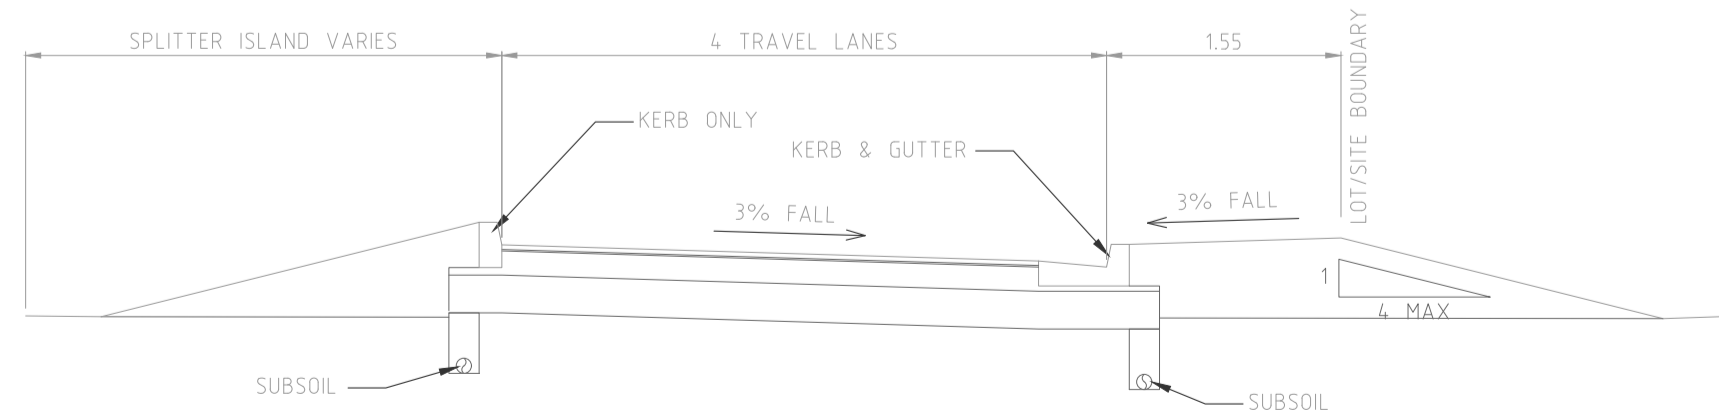 SPLITTER ISLAND VARIES
4 TRAVEL LANES
1.55
LOT/SITE BOUNDARY
KERB ONLY
KERB & GUTTER
3% FALL
3% FALL
1
4 MAX
SUBSOIL
SUBSOIL